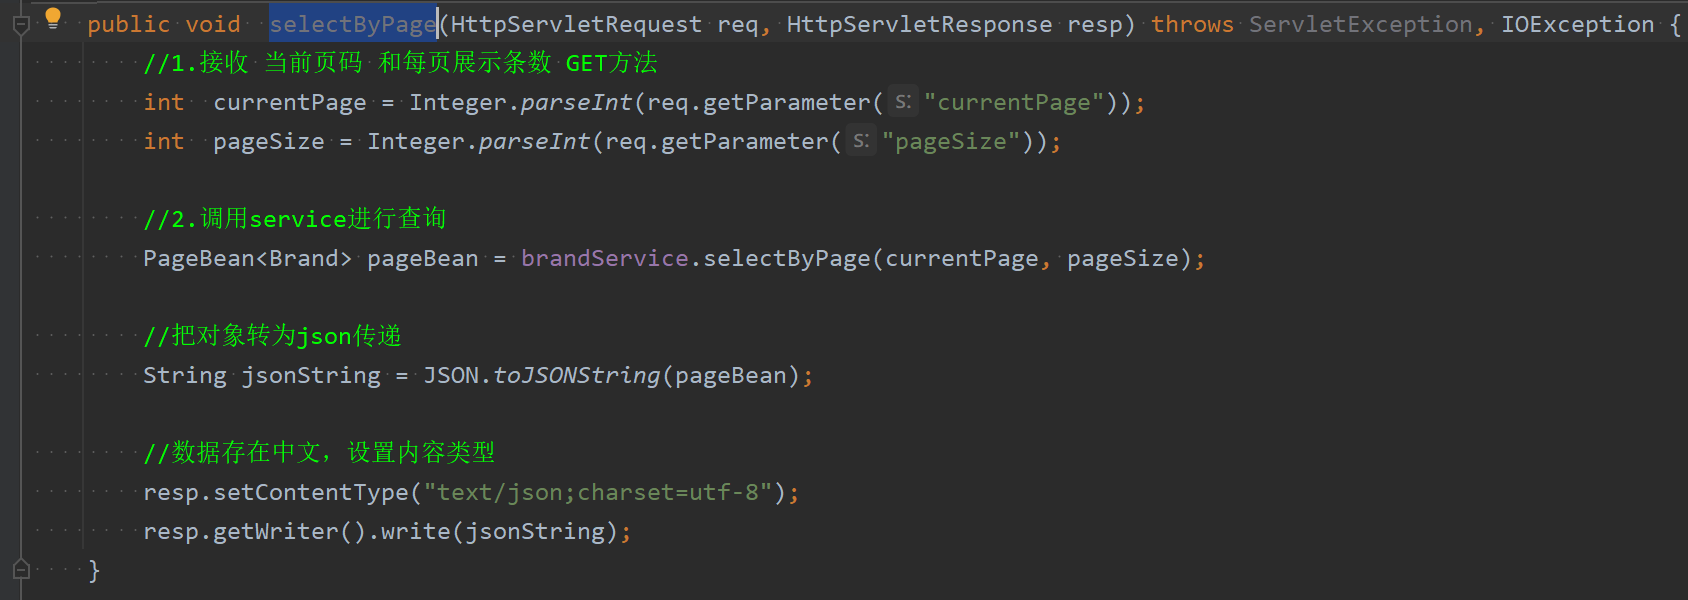 public void  selectByPage(HttpServletRequest req, HttpServletResponse resp) throws ServletException, IOException {
//1.接收 当前页码 和每页展示条数 GET方法
int  currentPage = Integer.parseInt(req.getParameter( s: "currentPage"));
int  pageSize = Integer.parseInt(req.getParameter( s: "pageSize"));
//2.调用service进行查询
PageBean<Brand> pageBean = brandService.selectByPage(currentPage, pageSize);
//把对象转为json传递
String jsonString = JSON.toJSONString(pageBean);
//数据存在中文，设置内容类型
resp.setContentType("text/json;charset=utf-8");
resp.getWriter().write(jsonString);
}